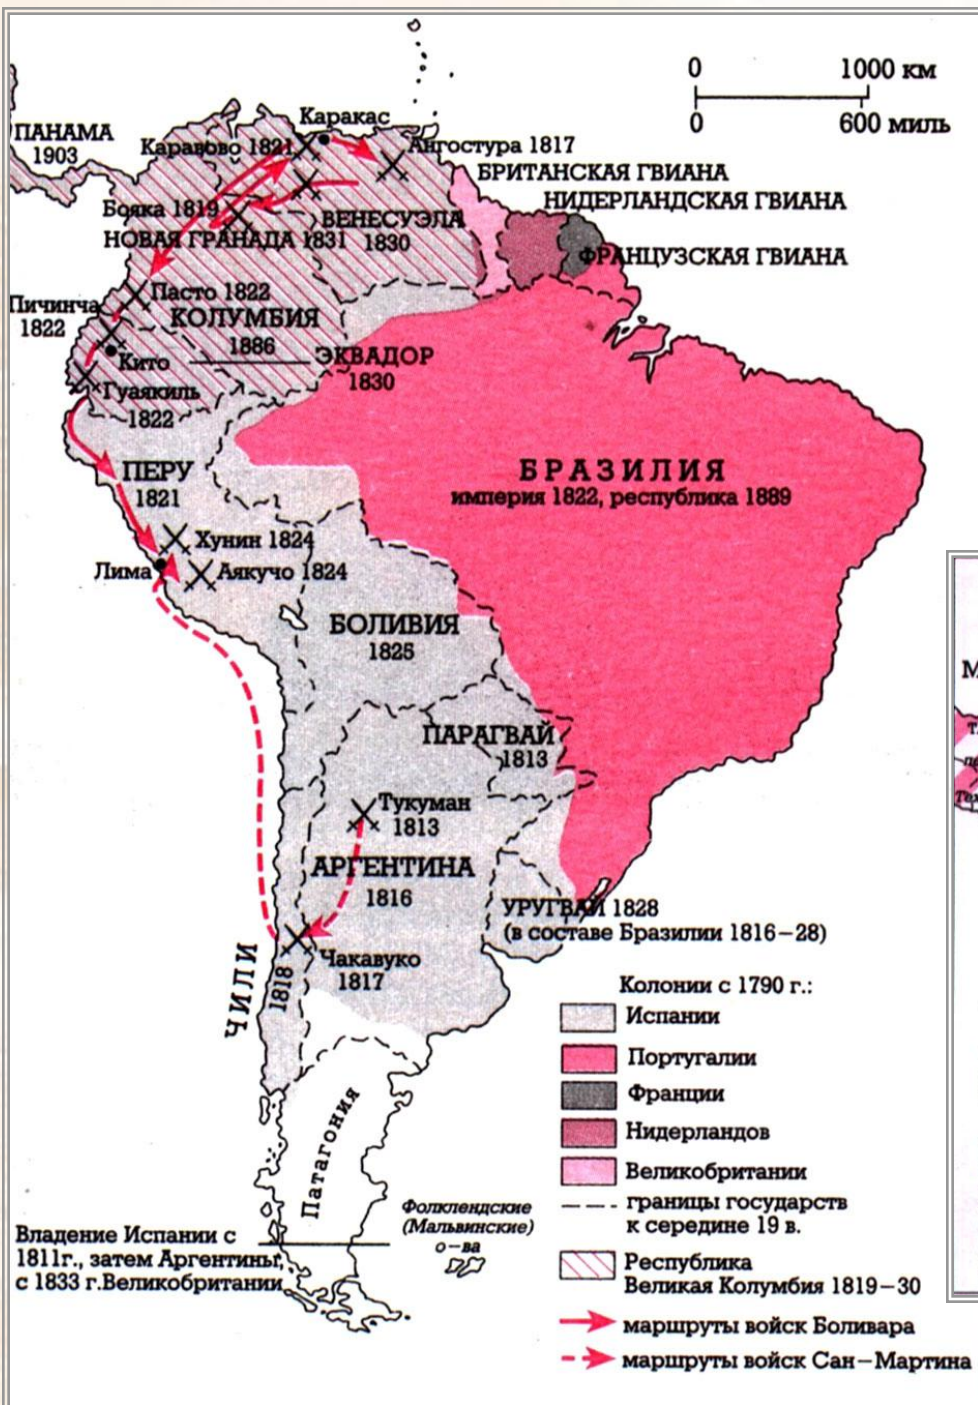 0 1000 км
0 600 миль
ПАНАМА
1903
Каракас
Каравово 1821
Ангостура 1817
БРИТАНСКАЯ ГВИАНА
НИДЕРЛАНДСКАЯ ГВИАНА
Бояка 1819
ВЕНЕСУЭЛА
1830
НОВАЯ ГРАНАДА 1831
ФРАНЦУЗСКАЯ ГВИАНА
Пасто 1822
Пичинча
1822
КОЛУМБИЯ
1886
Кито
ЭКВАДОР
1830
Гуаякиль
1822
ПЕРУ
1821
БРАЗИЛИЯ
империя 1822, республика 1889
Хунин 1824
Лима
Аякучо 1824
БОЛИВИЯ
1825
ПАРАГВАЙ
1813
Тукуман
1813
АРГЕНТИНА
1816
УРУГВАЙ 1828
(в составе Бразилии 1816–28)
Чакавуко
1817
ЧИЛИ
1818
Патагония
Фолклендские
(Мальвинские)
о–ва
Владение Испании с
1811г., затем Аргентины,
с 1833 г.Великобритании
Колонии с 1790 г.:
Испании
Португалии
Франции
Нидерландов
Великобритании
границы государств
к середине 19 в.
Республика
Великая Колумбия 1819–30
маршруты войск Боливара
маршруты войск Сан–Мартина